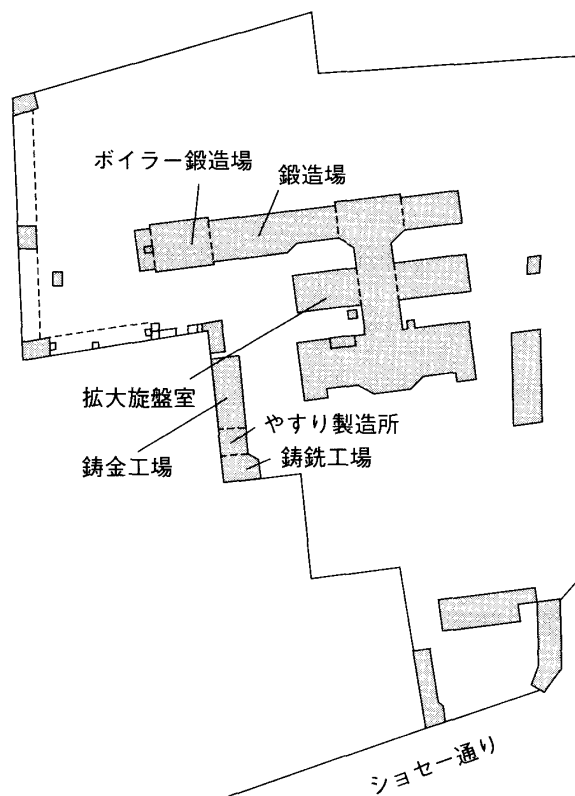 ボイラー鍛造場
鍛造場
拡大旋盤室
やすり製造所
鋳金工場
鋳銑工場
ショセー通り